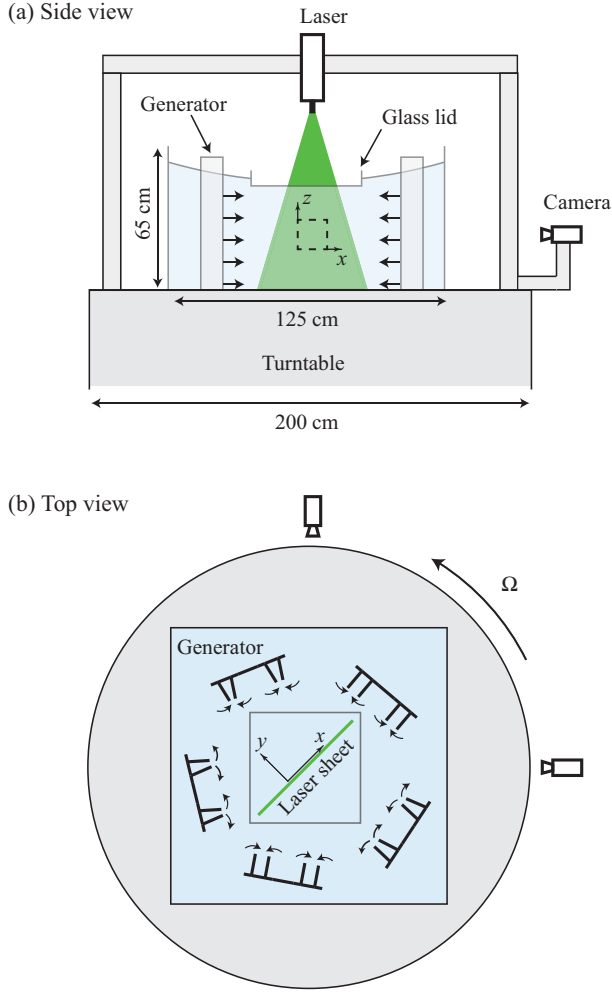 (a) Side view
Laser
Generator
Glass lid
Camera
65 cm
z
x
125 cm
Turntable
200 cm
(b) Top view
Ω
Generator
y
x
Laser sheet